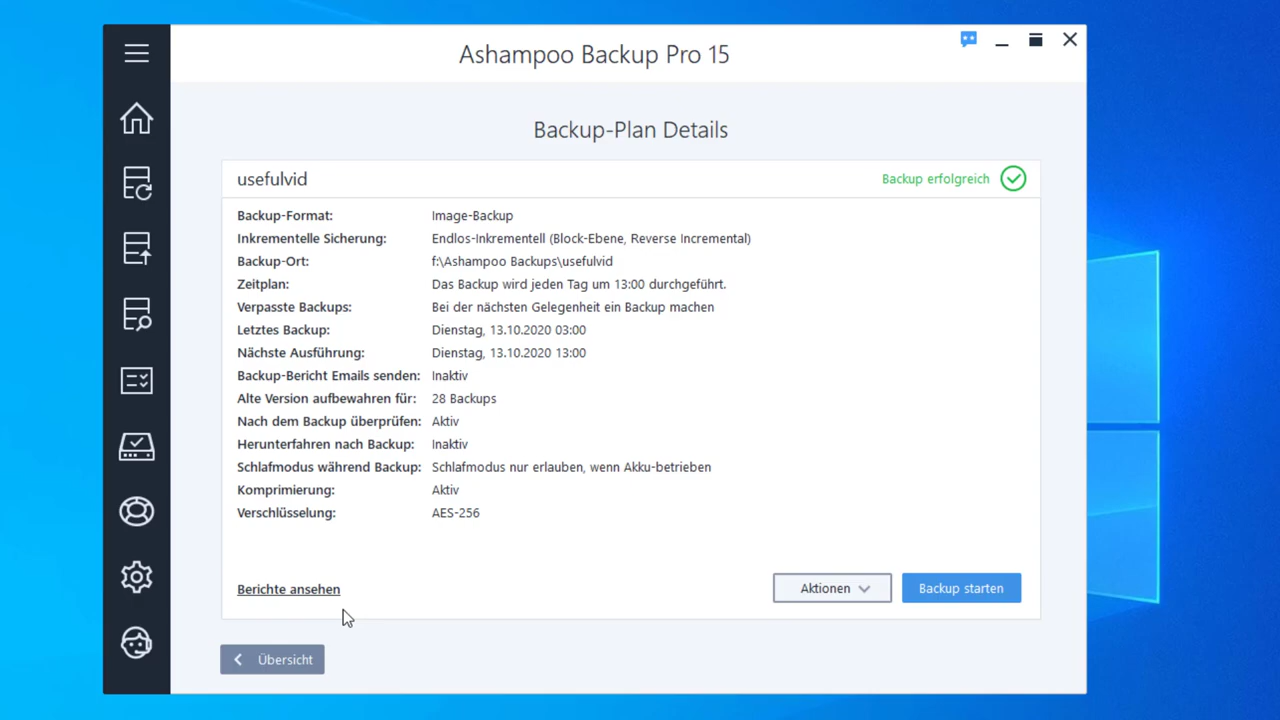 Ashampoo Backup Pro 15
Backup-Plan Details
usefulvid Backup erfolgreich
Backup-Format: Image-Backup
Inkrementelle Sicherung: Endlos-Inkrementell (Block-Ebene, Reverse Incremental)
Backup-Ort: f:\Ashampoo Backups\usefulvid
Zeitplan: Das Backup wird jeden Tag um 13:00 durchgeführt.
Verpasste Backups: Bei der nächsten Gelegenheit ein Backup machen
Letztes Backup: Dienstag, 13.10.2020 03:00
Nächste Ausführung: Dienstag, 13.10.2020 13:00
Backup-Bericht Emails senden: Inaktiv
Alte Version aufbewahren für: 28 Backups
Nach dem Backup überprüfen: Aktiv
Herunterfahren nach Backup: Inaktiv
Schlafmodus während Backup: Schlafmodus nur erlauben, wenn Akku-betrieben
Komprimierung: Aktiv
Verschlüsselung: AES-256
Berichte ansehen Aktionen Backup starten
Übersicht